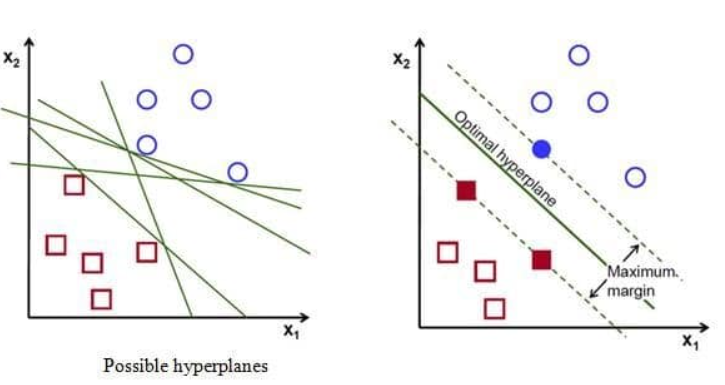 X2
X1
Possible hyperplanes
X2
Optimal hyperplane
Maximum.
margin
X1